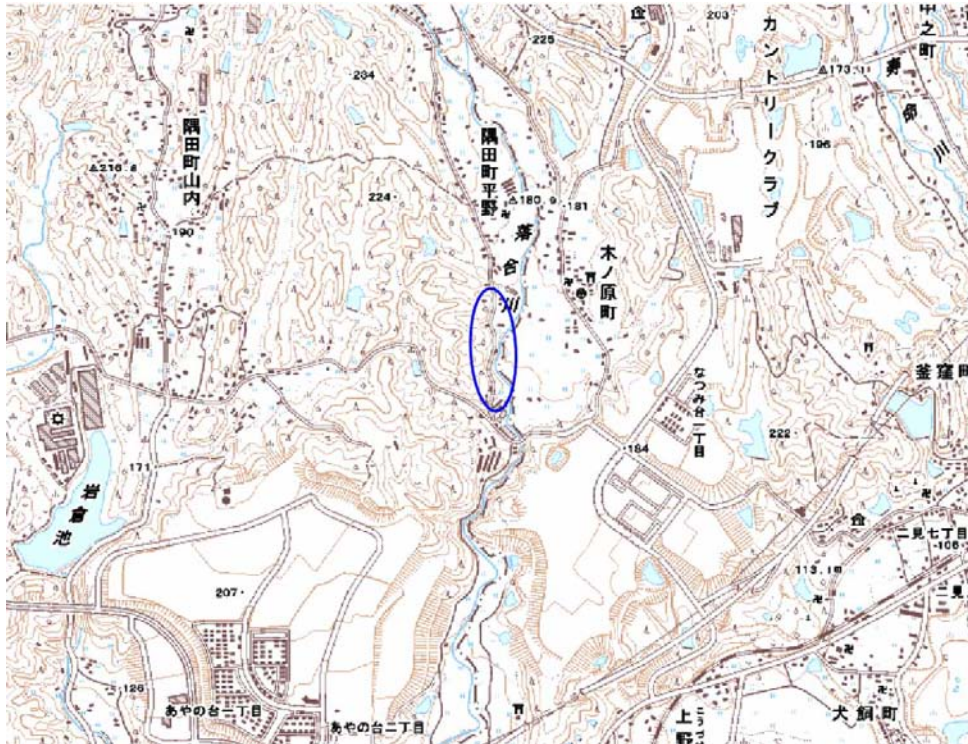 203
カントリークラブ
中之町
225
173.11
寿命川
234
隅田町山内
隅田町平野
196
216.8
224
180.9
181
落合川
木ノ原町
190
釜窪町
なつみ台一丁目
222
184
171
岩倉池
二見七丁目
106
113.1
二見
207
126
あやの台一丁目
あやの台二丁目
上野
犬飼町